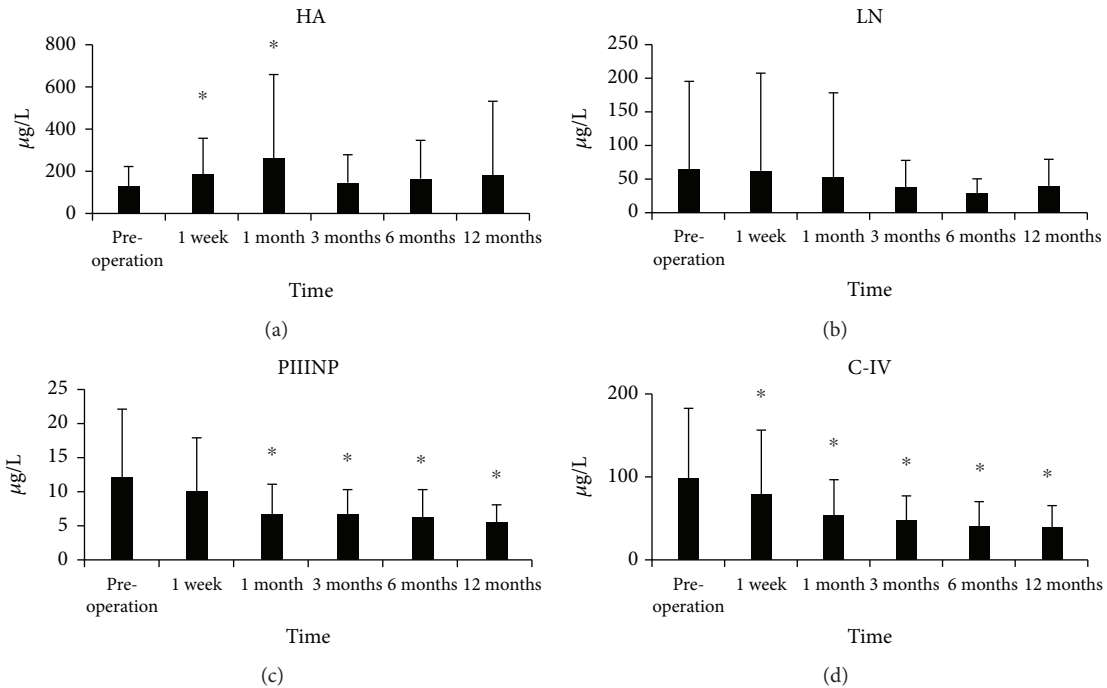 HA
800
600
400
200
0
µg/L
*
*
Pre-
operation
1 week
1 month
3 months
6 months
12 months
Time
(a)
LN
250
200
150
100
50
0
µg/L
Pre-
operation
1 week
1 month
3 months
6 months
12 months
Time
(b)
PIIINP
25
20
15
10
5
0
µg/L
*
*
*
*
Pre-
operation
1 week
1 month
3 months
6 months
12 months
Time
(c)
C-IV
200
100
0
µg/L
*
*
*
*
*
Pre-
operation
1 week
1 month
3 months
6 months
12 months
Time
(d)